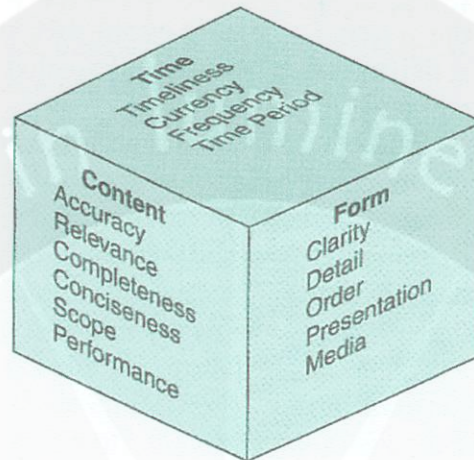 Time
Timeliness
Currency
Frequency
Time Period
Content
Accuracy
Relevance
Completeness
Conciseness
Scope
Performance
Form
Clarity
Detail
Order
Presentation
Media